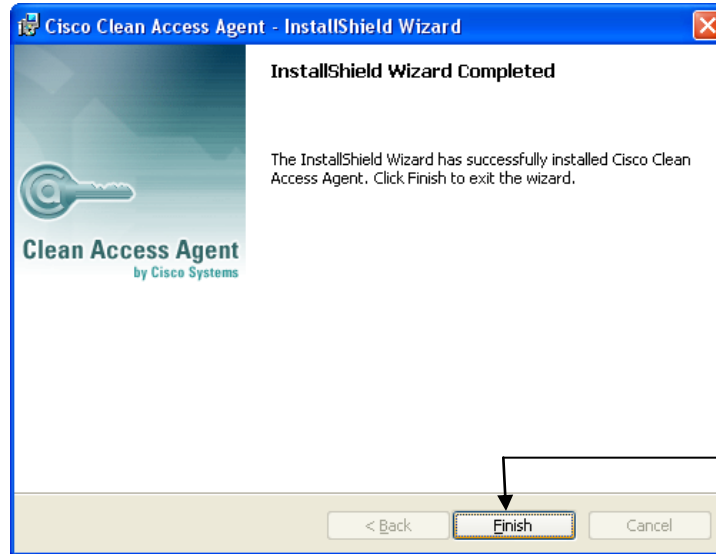 Cisco Clean Access Agent - InstallShield Wizard
InstallShield Wizard Completed
The InstallShield Wizard has successfully installed Cisco Clean
Access Agent. Click Finish to exit the wizard.
Clean Access Agent
by Cisco Systems
< Back
Finish
Cancel